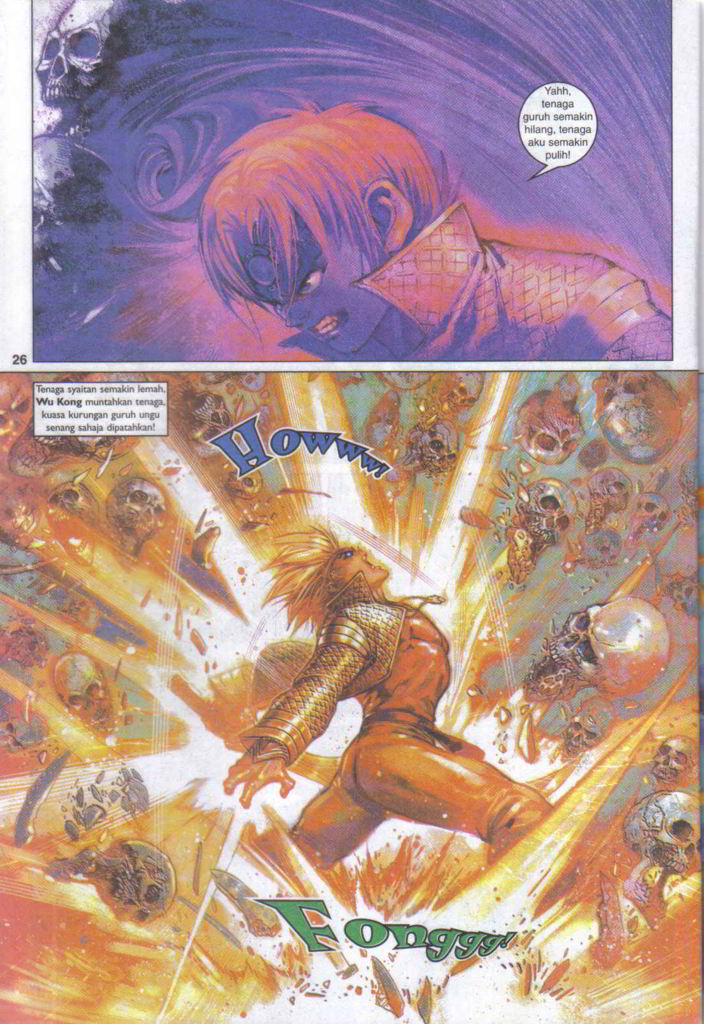 Yahh,
tenaga
guruh semakin
hilang, tenaga
aku semakin
pulih!
26
Tenaga syaitan semakin lemah,
Wu Kong muntahkan tenaga,
kuasa kurungan guruh ungu
senang sahaja dipatahkan!
Howwww!
Fonggg!